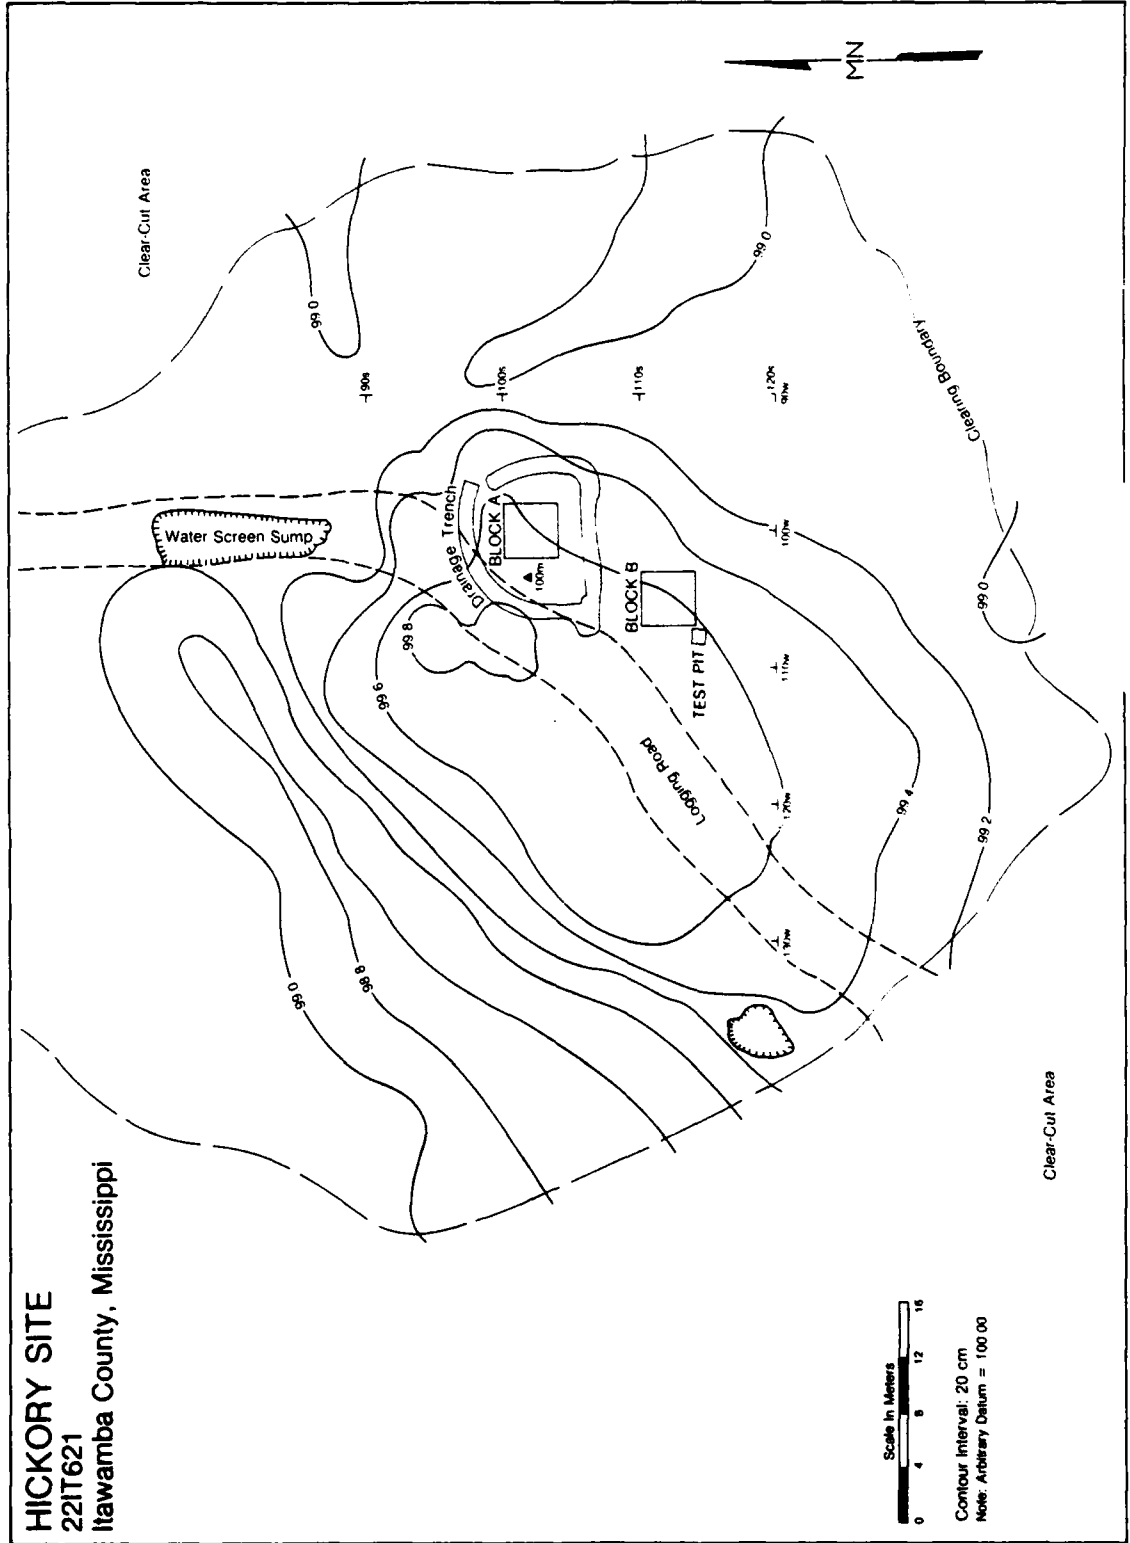 HICKORY SITE
22IT621
Itawamba County, Mississippi
Clear-Cut Area
MN
Water Screen Sump
99.0
90s
100s
110s
120s
90w
Drainage Trench
BLOCK A
100m
BLOCK B
TEST PIT
99.8
99.6
Logging Road
100w
110w
120w
130w
99.0
98.8
99.0
99.0
99.4
99.2
Clearing Boundary
Clear-Cut Area
Scale in Meters
0 4 8 12 16
Contour Interval: 20 cm
Note: Arbitrary Datum = 100 00